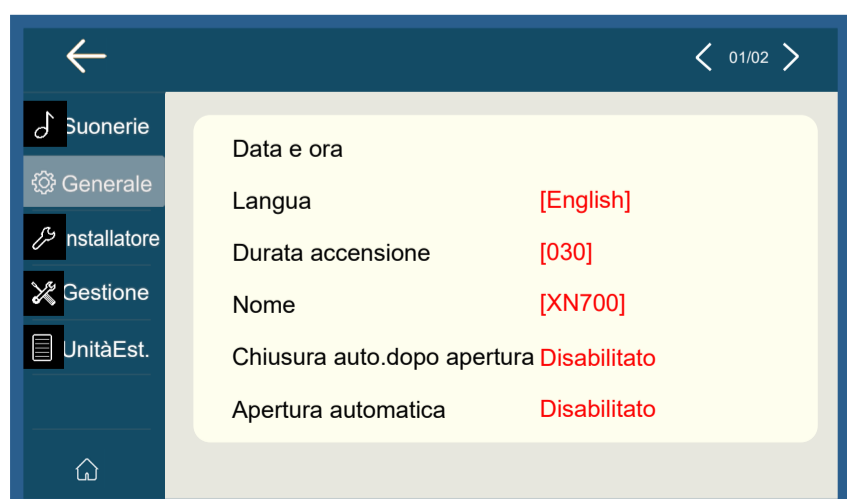 01/02
Suonerie
Generale
nstallatore
Gestione
UnitàEst.
Data e ora
Langua [English]
Durata accensione [030]
Nome [XN700]
Chiusura auto.dopo apertura Disabilitato
Apertura automatica Disabilitato